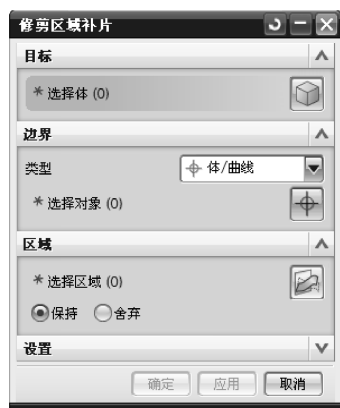 修剪区域补片
目标
* 选择体 (0)
边界
类型 体/曲线
* 选择对象 (0)
区域
* 选择区域 (0)
保持 舍弃
设置
确定 应用 取消